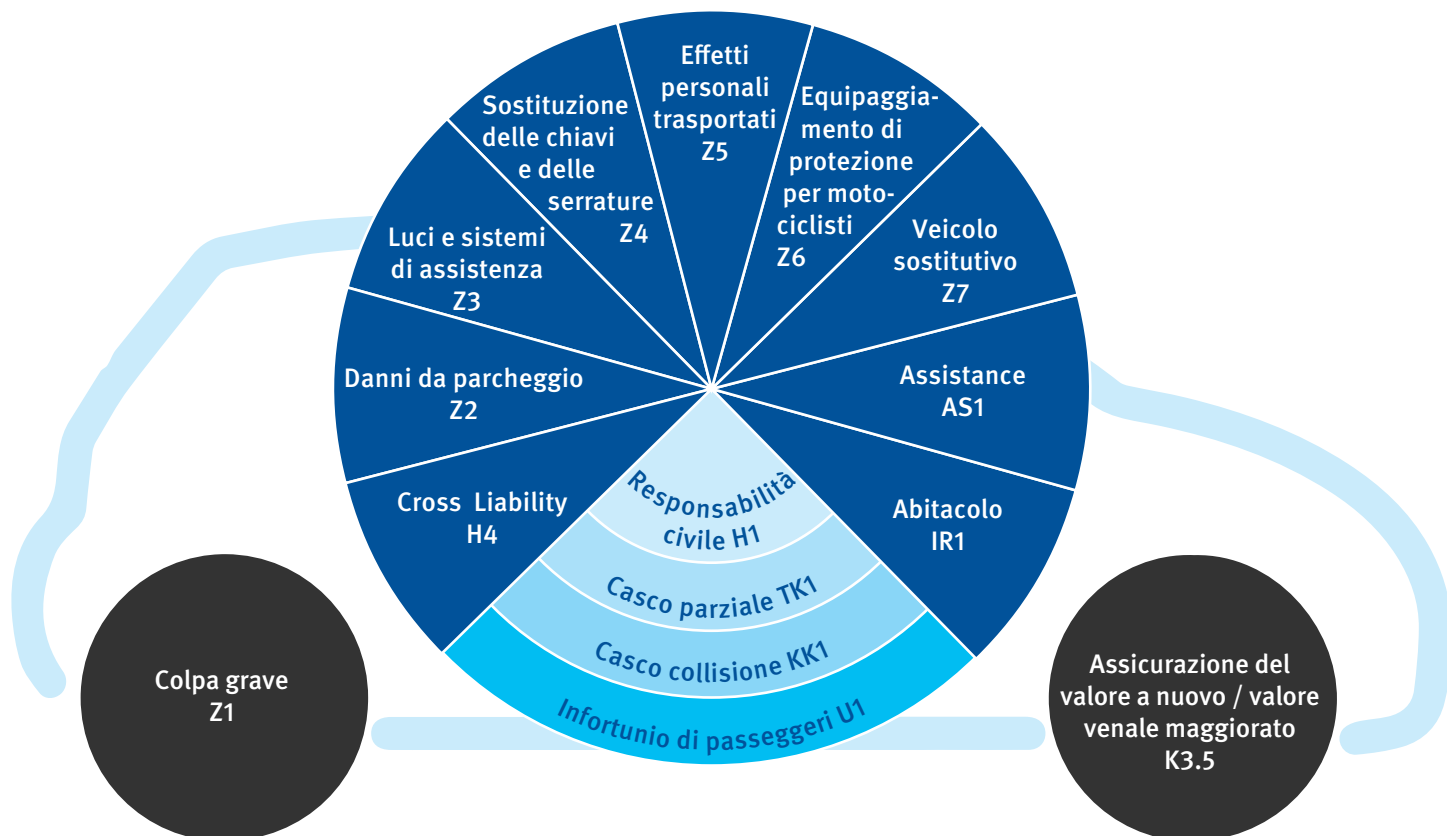 Effetti
personali
trasportati
Z5
Sostituzione
delle chiavi
e delle
serrature
Z4
Equipaggia-
mento di
protezione
per moto-
ciclisti
Z6
Luci e sistemi
di assistenza
Z3
Veicolo
sostitutivo
Z7
Danni da parcheggio
Z2
Assistance
AS1
Cross Liability
H4
Abitacolo
IR1
Responsabilità
civile H1
Casco parziale TK1
Casco collisione KK1
Infortunio di passeggeri U1
Colpa grave
Z1
Assicurazione del
valore a nuovo / valore
venale maggiorato
K3.5